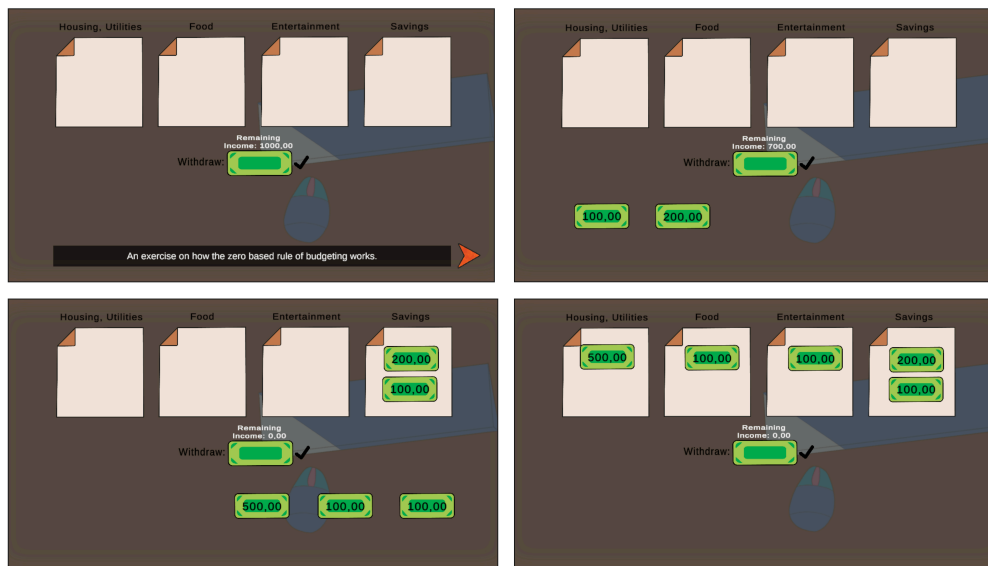 Housing, Utilities Food Entertainment Savings
Remaining
Income: 1000,00
Withdraw:
An exercise on how the zero based rule of budgeting works.
Housing, Utilities Food Entertainment Savings
Remaining
Income: 700,00
Withdraw:
100,00 200,00
Housing, Utilities Food Entertainment Savings
200,00
100,00
Remaining
Income: 0,00
Withdraw:
500,00 100,00 100,00
Housing, Utilities Food Entertainment Savings
500,00 100,00 100,00 200,00
100,00
Remaining
Income: 0,00
Withdraw: